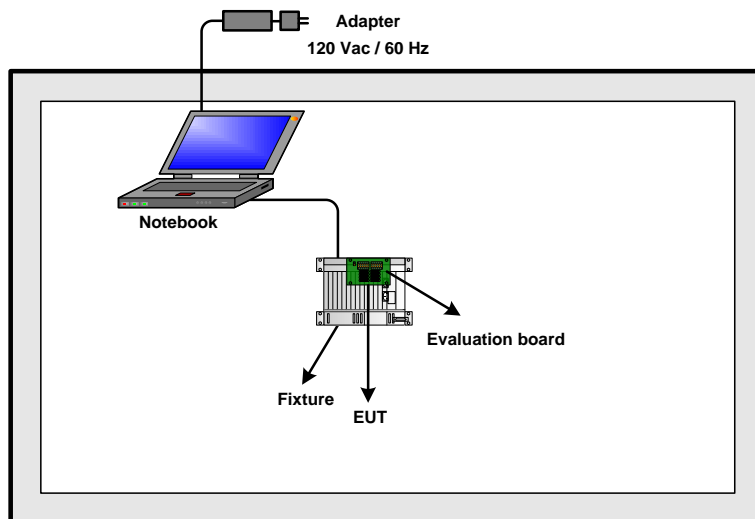 Adapter
120 Vac / 60 Hz
Notebook
Evaluation board
Fixture
EUT